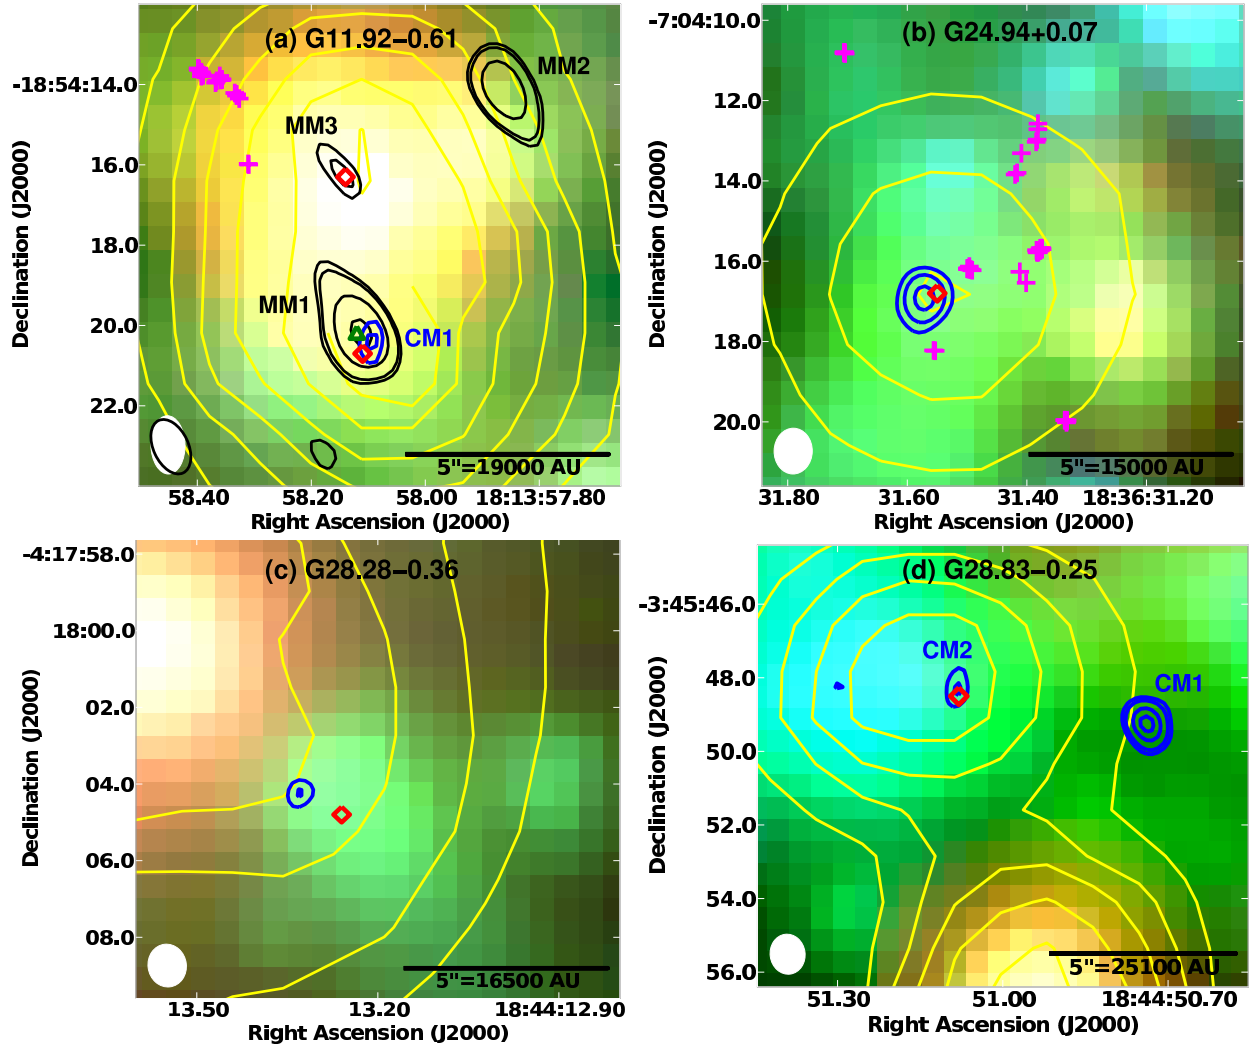 (a) G11.92−0.61
MM2
-18:54:14.0
MM3
16.0
18.0
MM1
20.0
CM1
22.0
5"=19000 AU
58.40
58.20
58.00
18:13:57.80
Right Ascension (J2000)
Declination (J2000)
-7:04:10.0
(b) G24.94+0.07
12.0
14.0
16.0
18.0
20.0
5"=15000 AU
31.80
31.60
31.40
18:36:31.20
Right Ascension (J2000)
Declination (J2000)
-4:17:58.0
(c) G28.28−0.36
18:00.0
02.0
04.0
06.0
08.0
5"=16500 AU
13.50
13.20
18:44:12.90
Right Ascension (J2000)
Declination (J2000)
(d) G28.83−0.25
-3:45:46.0
CM2
48.0
CM1
50.0
52.0
54.0
56.0
5"=25100 AU
51.30
51.00
18:44:50.70
Right Ascension (J2000)
Declination (J2000)